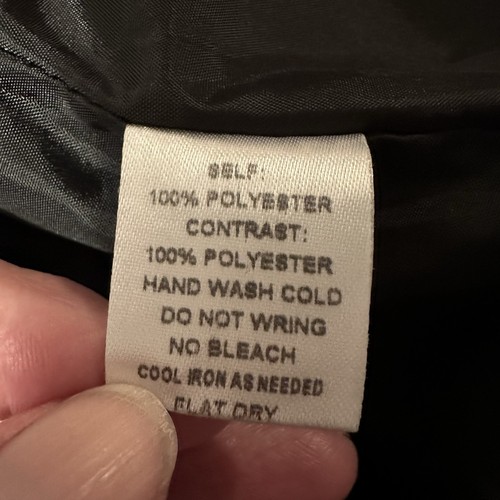 SELF:
100% POLYESTER
CONTRAST:
100% POLYESTER
HAND WASH COLD
DO NOT WRING
NO BLEACH
COOL IRON AS NEEDED
FLAT DRY